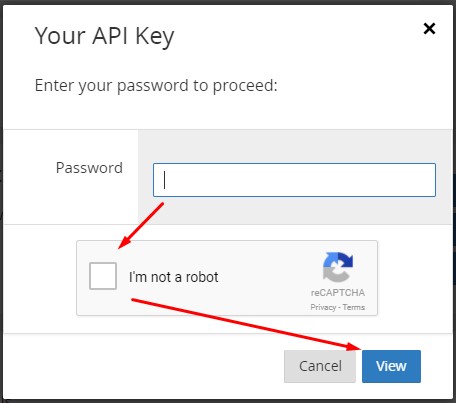 Your API Key
×
Enter your password to proceed:
Password
I'm not a robot
reCAPTCHA
Privacy - Terms
Cancel
View